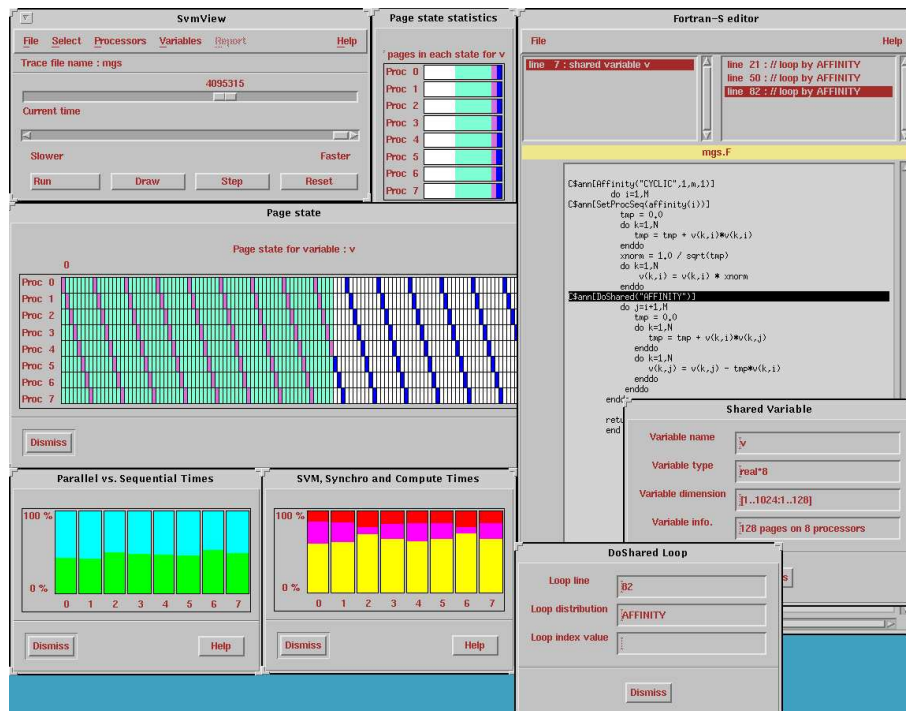 SvmView
File Select Processors Variables Report Help
Trace file name : mgs
4095315
Current time
Slower Faster
Run Draw Step Reset
Page state statistics
pages in each state for v
Proc 0
Proc 1
Proc 2
Proc 3
Proc 4
Proc 5
Proc 6
Proc 7
Fortran-S editor
File Help
line 7 : shared variable v
line 21 : // loop by AFFINITY
line 50 : // loop by AFFINITY
line 82 : // loop by AFFINITY
mgs.F
C$ann[Affinity("CYCLIC",1,m,1)]
do i=1,M
C$ann[SetProcSeq(affinity(i))]
tmp = 0.0
do k=1,N
tmp = tmp + v(k,i)*v(k,i)
enddo
xnorm = 1.0 / sqrt(tmp)
do k=1,N
v(k,i) = v(k,i) * xnorm
enddo
C$ann[DoShared("AFFINITY")]
do j=i+1,M
tmp = 0.0
do k=1,N
tmp = tmp + v(k,i)*v(k,j)
enddo
do k=1,N
v(k,j) = v(k,j) - tmp*v(k,i)
enddo
enddo
end
retu
end
Page state
Page state for variable : v
0
Proc 0
Proc 1
Proc 2
Proc 3
Proc 4
Proc 5
Proc 6
Proc 7
Dismiss
Parallel vs. Sequential Times
100 %
0 %
0 1 2 3 4 5 6 7
Dismiss Help
SVM, Synchro and Compute Times
100 %
0 %
0 1 2 3 4 5 6 7
Dismiss Help
Shared Variable
Variable name v
Variable type real*8
Variable dimension [1..1024:1..128]
Variable info. 128 pages on 8 processors
s
DoShared Loop
Loop line 82
Loop distribution AFFINITY
Loop index value
Dismiss